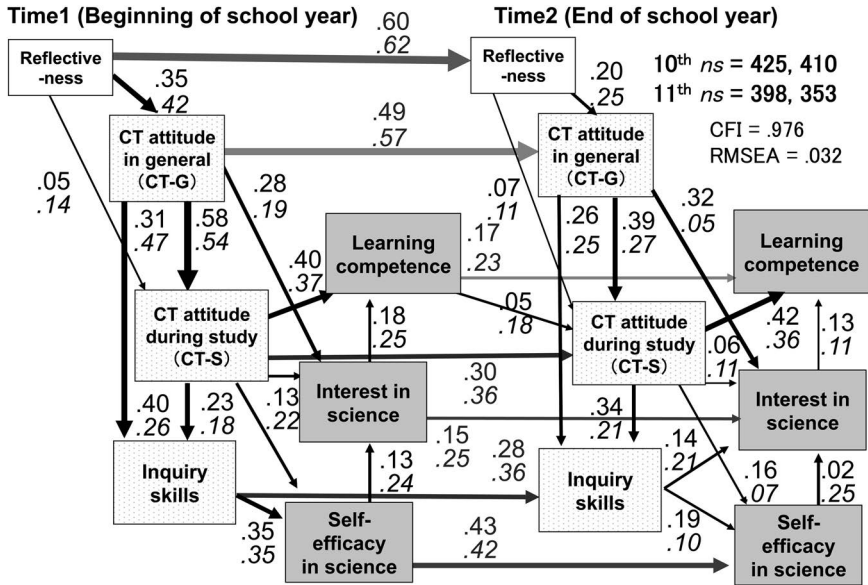 Time1 (Beginning of school year)
.60
.62
Time2 (End of school year)
Reflective
-ness
Reflective
-ness
10th ns = 425, 410
11th ns = 398, 353
CFI = .976
RMSEA = .032
.35
.42
.20
.25
CT attitude
in general
(CT-G)
.49
.57
CT attitude
in general
(CT-G)
.05
.14
.31
.47
.58
.54
.28
.19
.07
.11
.26
.25
.39
.27
.32
.05
Learning
competence
.17
.23
Learning
competence
.40
.37
.18
.25
.05
.18
.42
.36
.13
.11
CT attitude
during study
(CT-S)
CT attitude
during study
(CT-S)
.06
.11
Interest in
science
.30
.36
Interest in
science
.13
.22
.40
.26
.23
.18
.15
.25
.28
.36
.34
.21
.14
.21
Inquiry
skills
.13
.24
Inquiry
skills
.16
.07
.02
.25
.35
.35
Self-
efficacy
in science
.43
.42
.19
.10
Self-
efficacy
in science